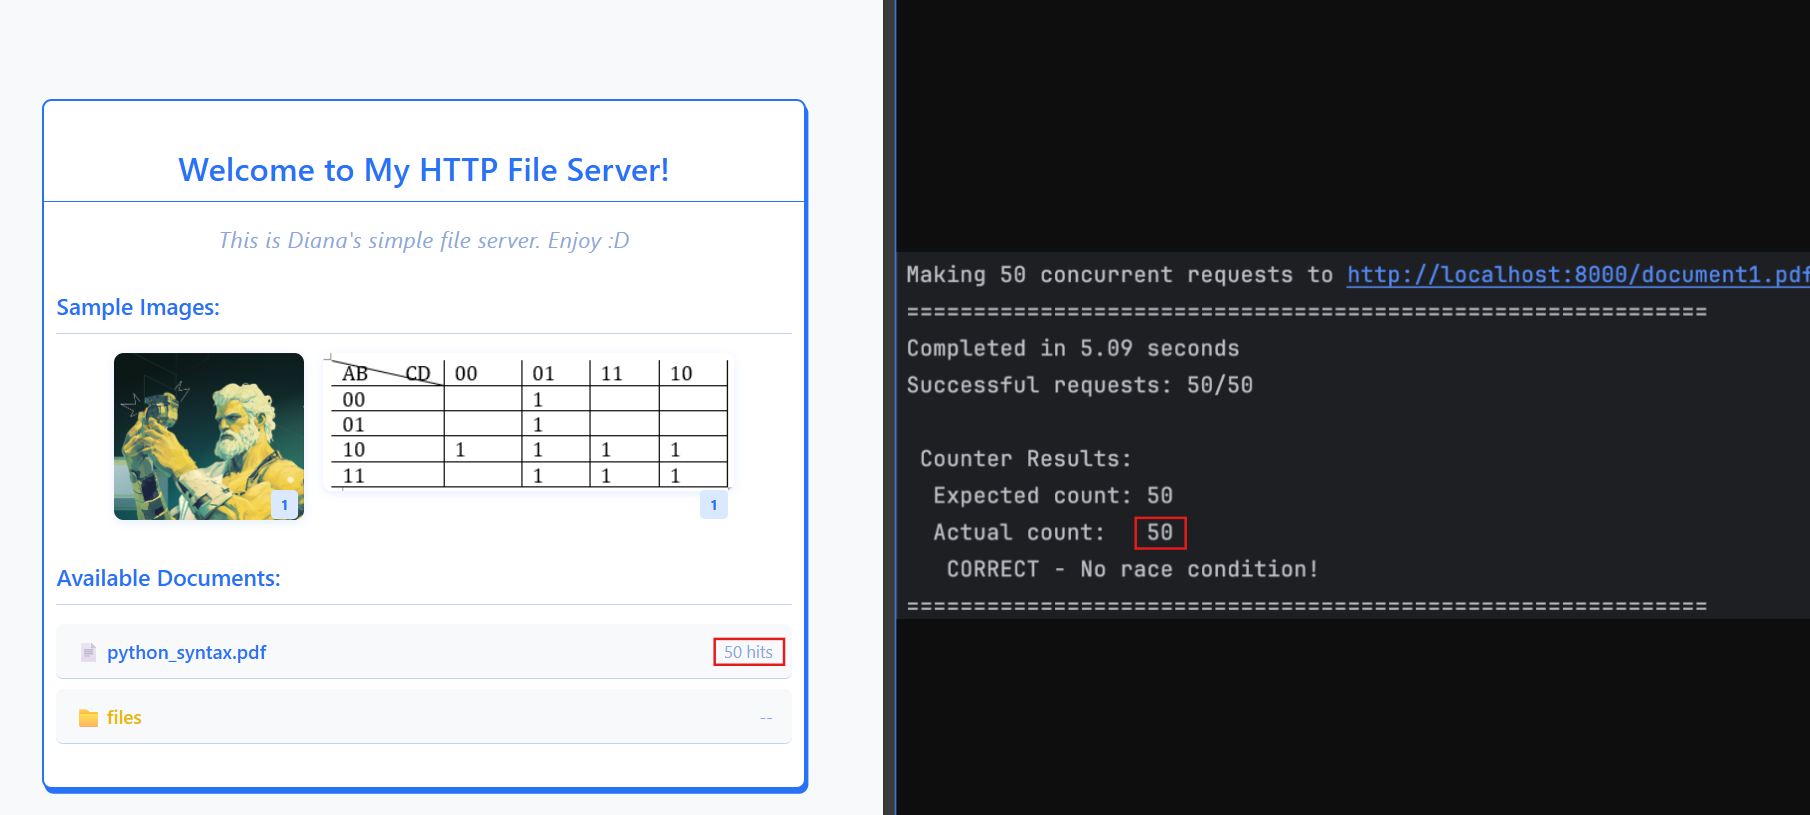 Welcome to My HTTP File Server!
This is Diana's simple file server. Enjoy :D
Sample Images:
AB CD 00 01 11 10
00 1
01 1
10 1 1 1 1
11 1 1 1
1
1
Available Documents:
python_syntax.pdf 50 hits
files --
Making 50 concurrent requests to http://localhost:8000/document1.pdf
============================================================
Completed in 5.09 seconds
Successful requests: 50/50
Counter Results:
Expected count: 50
Actual count: 50
CORRECT - No race condition!
============================================================